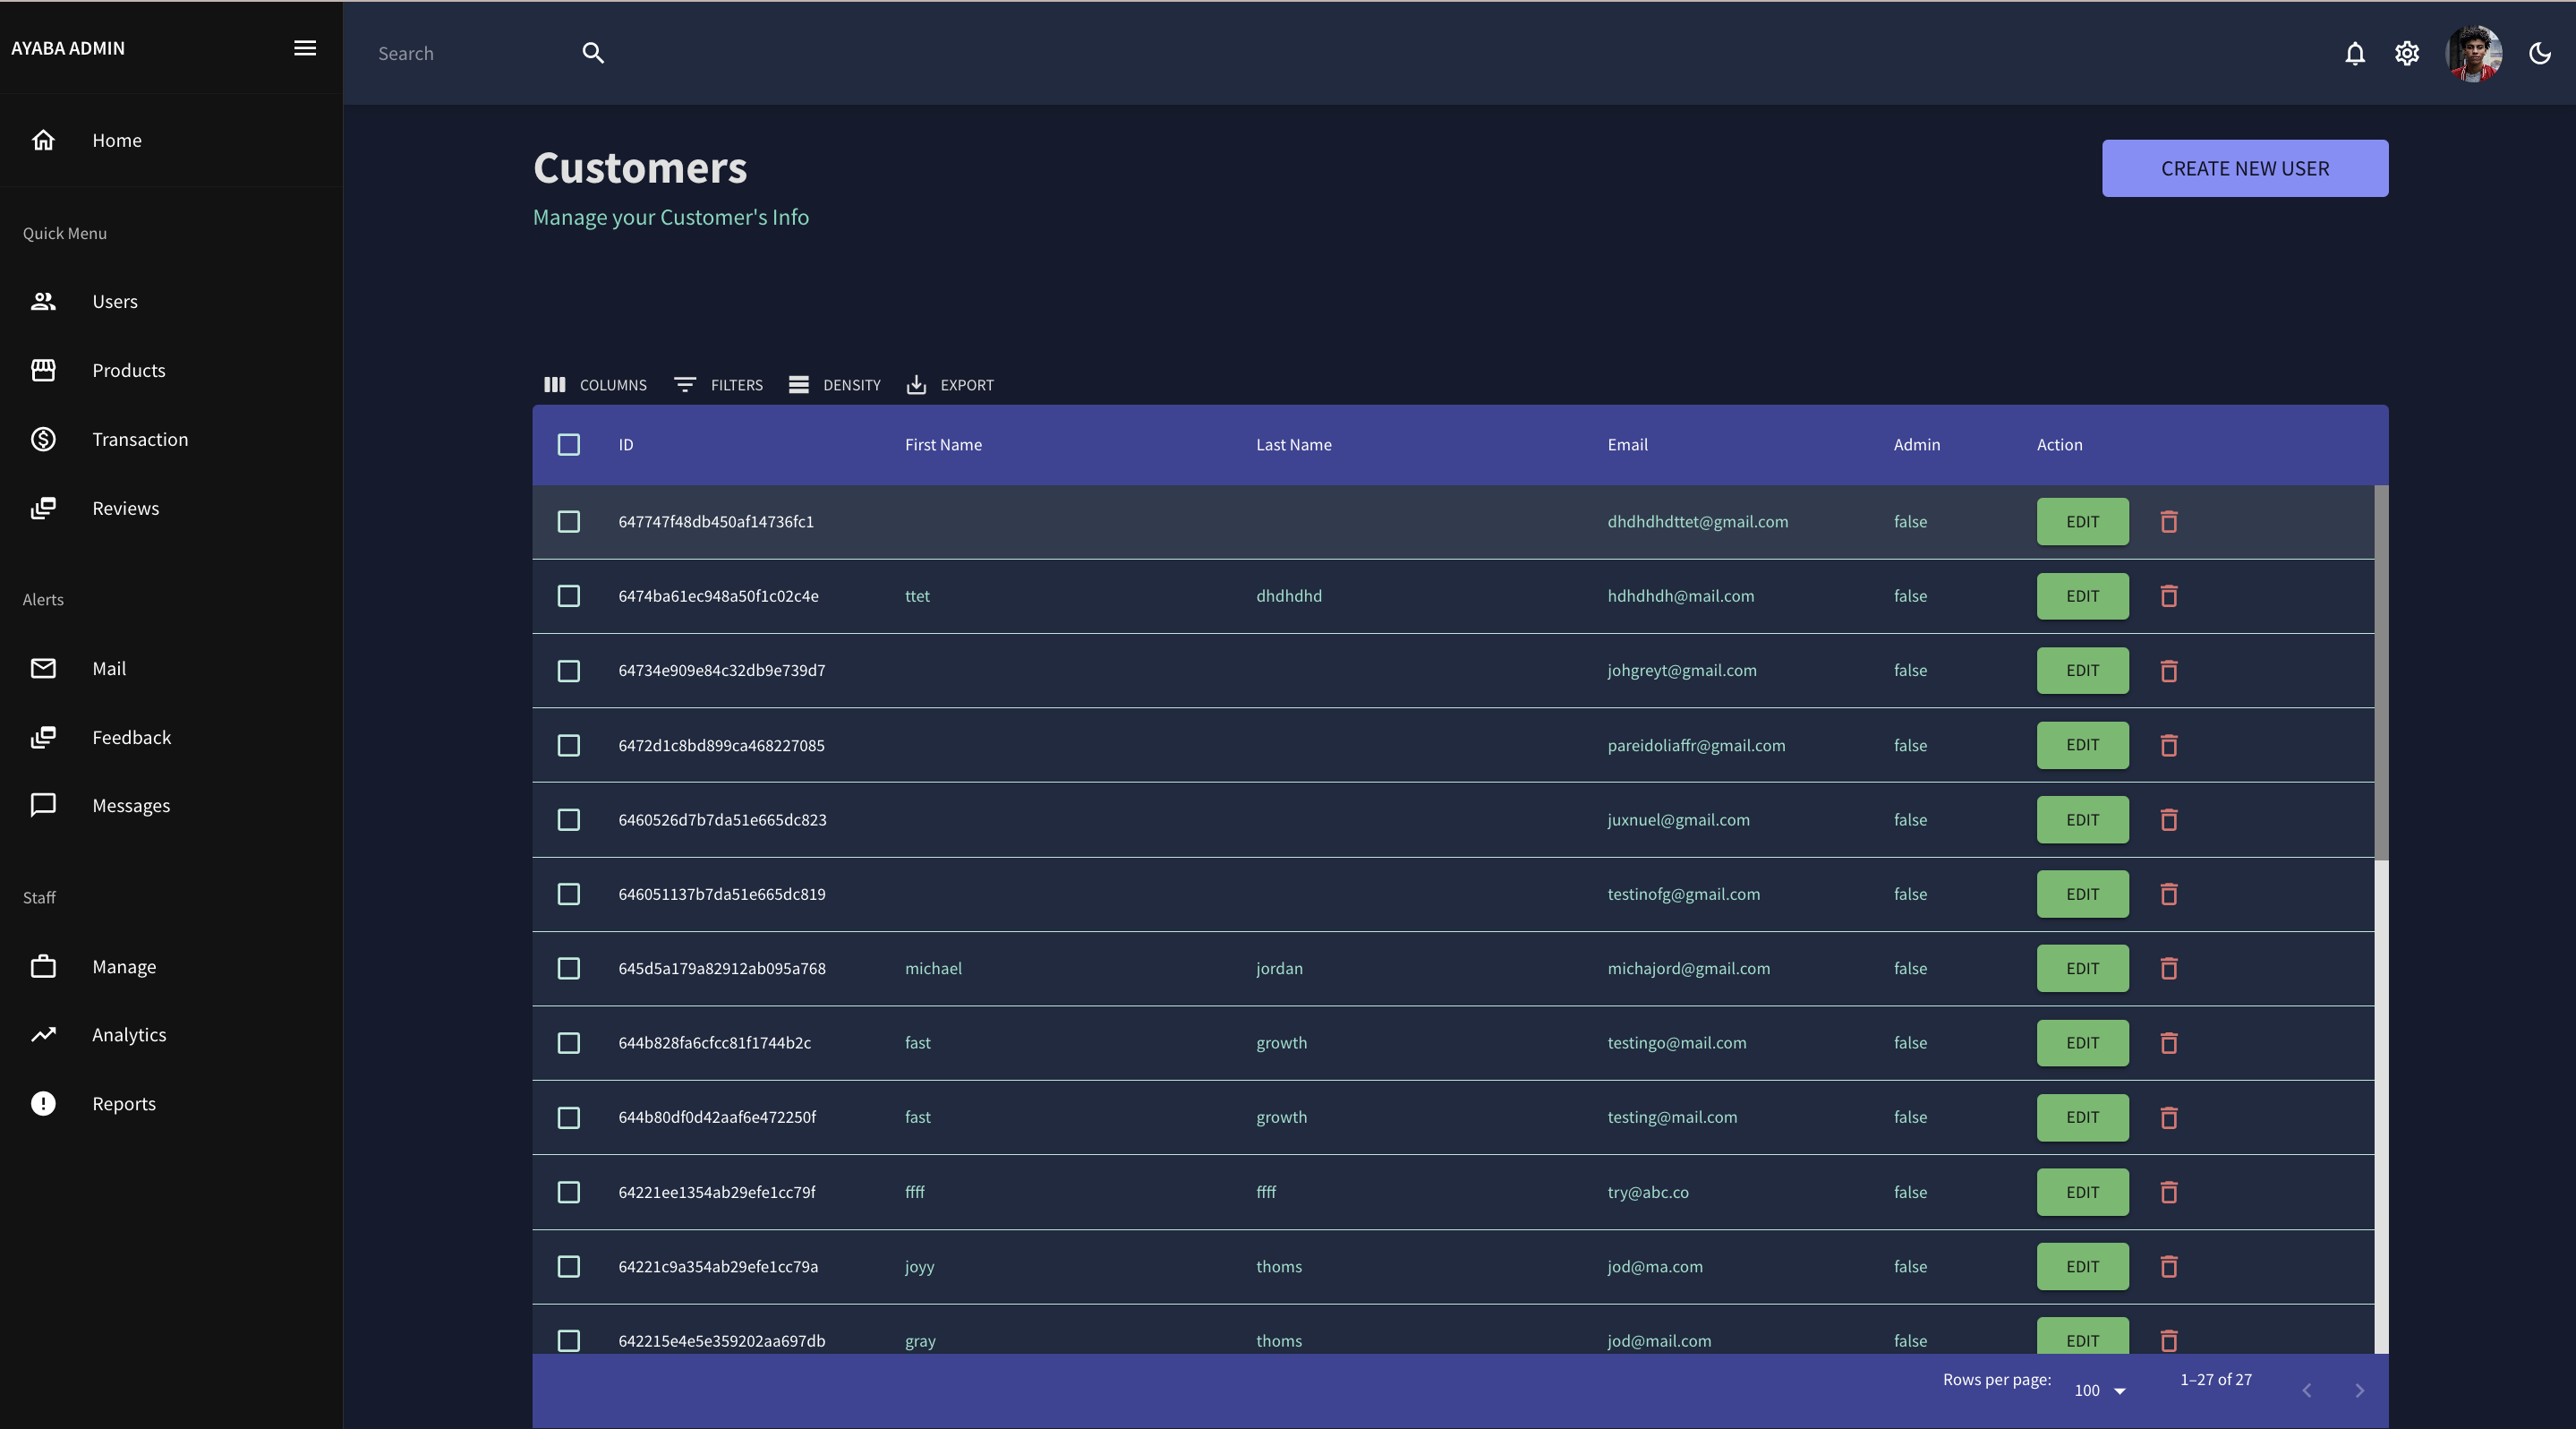 AYABA ADMIN
Search
Home
Quick Menu
Users
Products
Transaction
Reviews
Alerts
Mail
Feedback
Messages
Staff
Manage
Analytics
Reports
Customers
CREATE NEW USER
Manage your Customer's Info
COLUMNS FILTERS DENSITY EXPORT
ID First Name Last Name Email Admin Action
647747f48db450af14736fc1 dhdhdhdttet@gmail.com false EDIT
6474ba61ec948a50f1c02c4e ttet dhdhdhd hdhdhdh@mail.com false EDIT
64734e909e84c32db9e739d7 johgreyt@gmail.com false EDIT
6472d1c8bd899ca468227085 pareidoliaffr@gmail.com false EDIT
6460526d7b7da51e665dc823 juxnuel@gmail.com false EDIT
646051137b7da51e665dc819 testinofg@gmail.com false EDIT
645d5a179a82912ab095a768 michael jordan michajord@gmail.com false EDIT
644b828fa6cfcc81f1744b2c fast growth testingo@mail.com false EDIT
644b80df0d42aaf6e472250f fast growth testing@mail.com false EDIT
64221ee1354ab29efe1cc79f ffff ffff try@abc.co false EDIT
64221c9a354ab29efe1cc79a joyy thoms jod@ma.com false EDIT
642215e4e5e359202aa697db gray thoms jod@mail.com false EDIT
Rows per page: 100 1–27 of 27